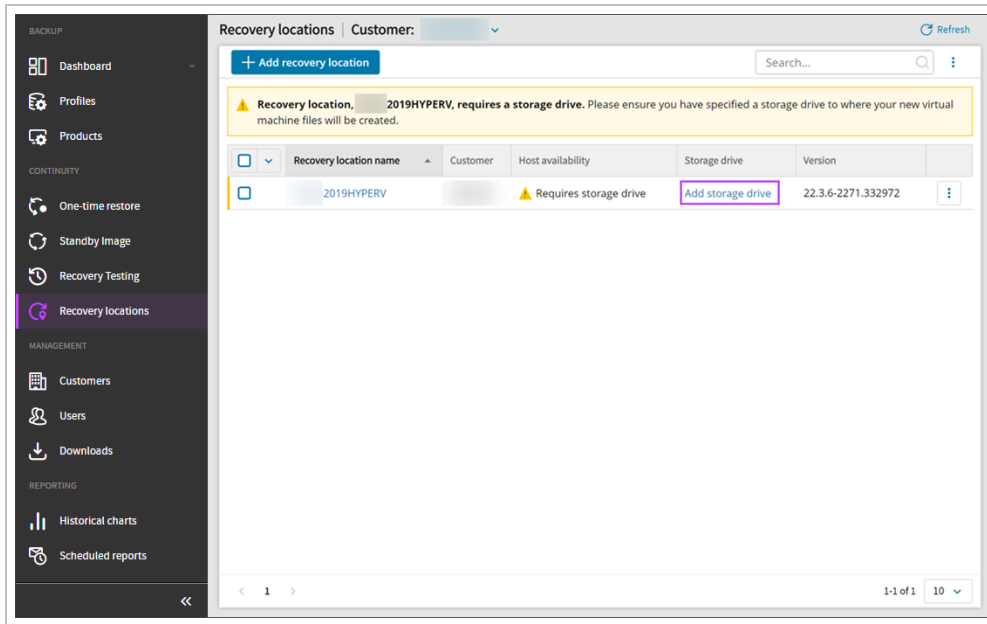 BACKUP
Dashboard
Profiles
Products
CONTINUITY
One-time restore
Standby Image
Recovery Testing
Recovery locations
MANAGEMENT
Customers
Users
Downloads
REPORTING
Historical charts
Scheduled reports
Recovery locations | Customer:
Refresh
+ Add recovery location
Search...
Recovery location, 2019HYPERV, requires a storage drive. Please ensure you have specified a storage drive to where your new virtual
machine files will be created.
Recovery location name Customer Host availability Storage drive Version
2019HYPERV Requires storage drive Add storage drive 22.3.6-2271.332972
< 1 > 1-1 of 1 10